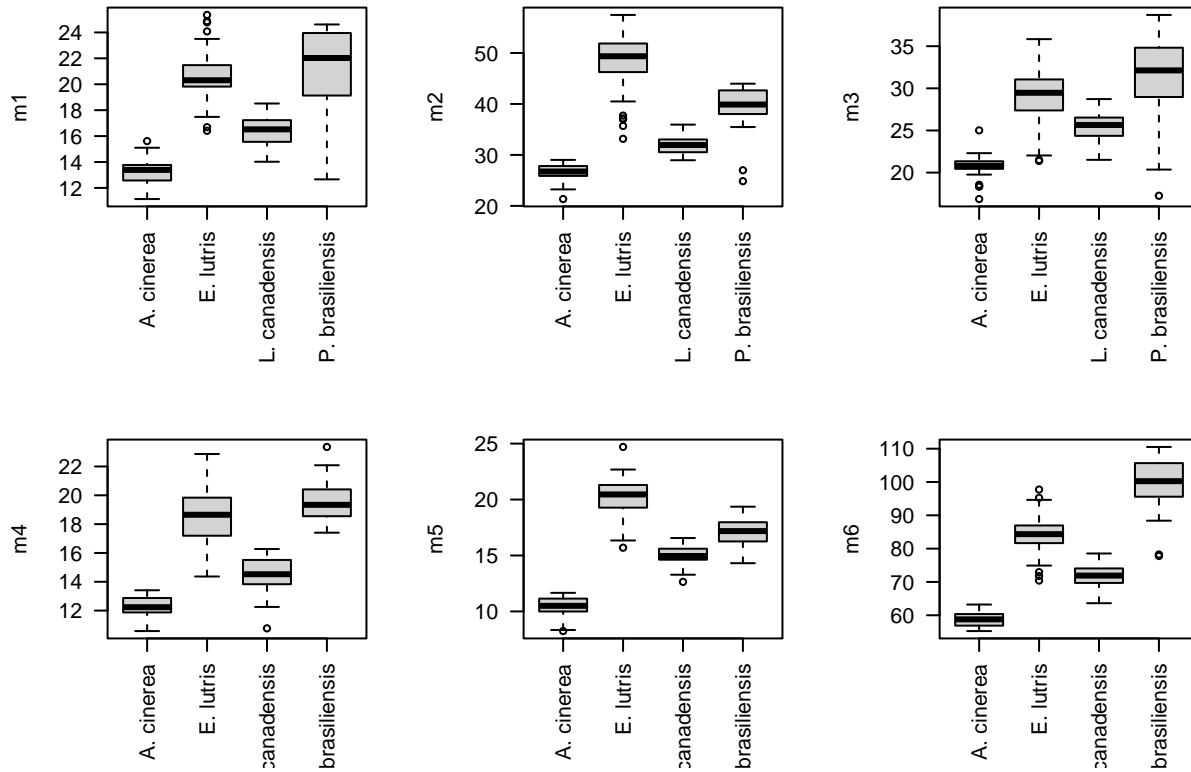 m1
24
22
20
18
16
14
12
A. cinerea
E. lutris
L. canadensis
P. brasiliensis
m2
50
40
30
20
A. cinerea
E. lutris
L. canadensis
P. brasiliensis
m3
35
30
25
20
A. cinerea
E. lutris
L. canadensis
P. brasiliensis
m4
22
20
18
16
14
12
A. cinerea
E. lutris
canadensis
brasiliensis
m5
25
20
15
10
A. cinerea
E. lutris
canadensis
brasiliensis
m6
110
100
90
80
70
60
A. cinerea
E. lutris
canadensis
brasiliensis